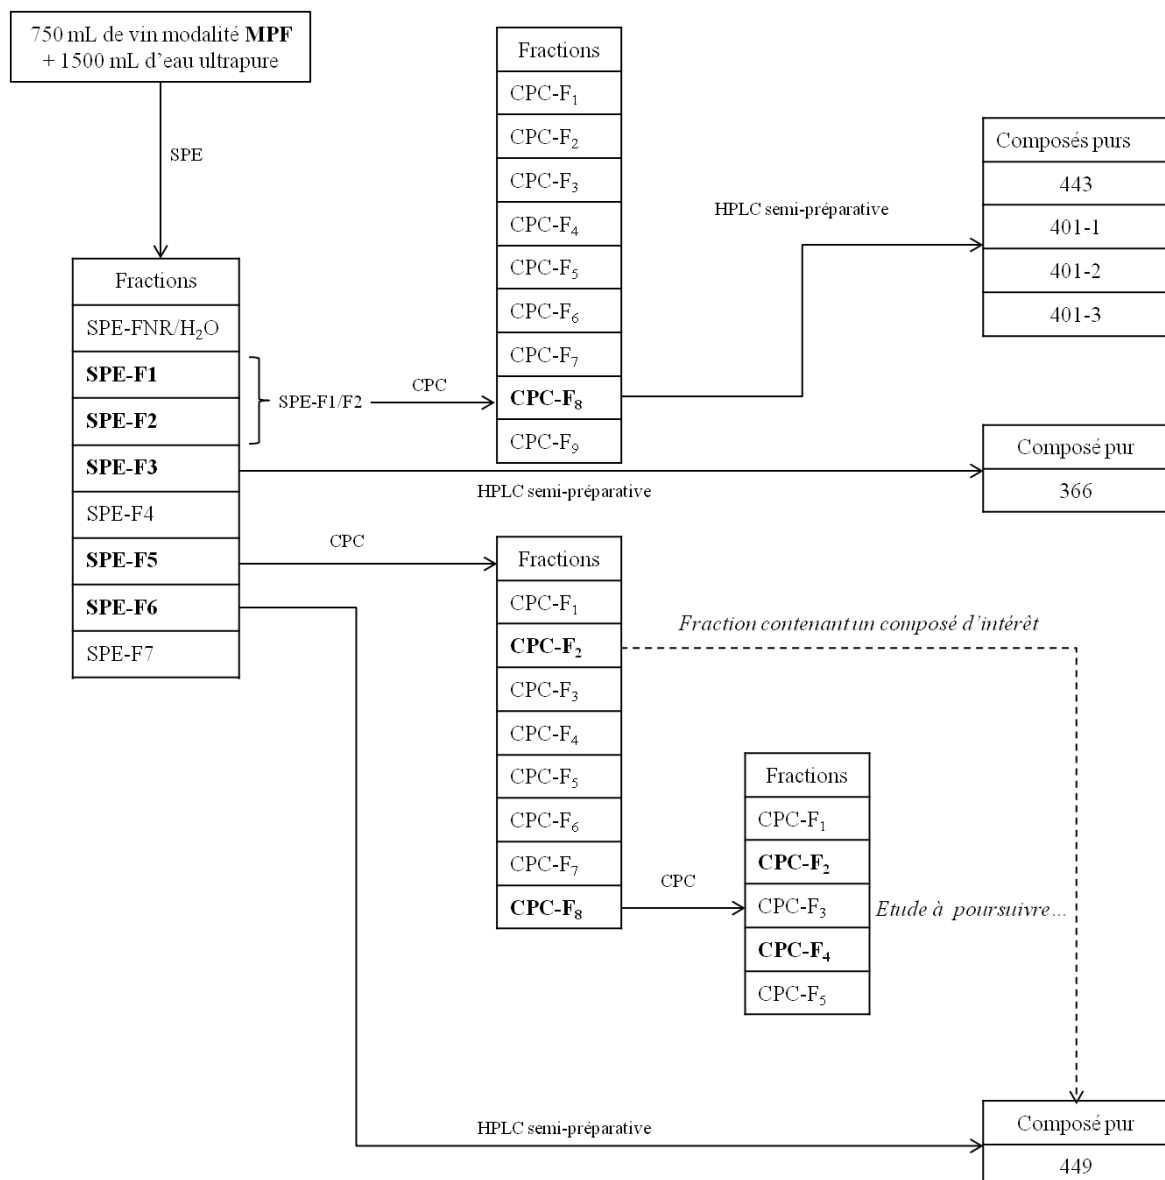 750 mL de vin modalité MPF
+ 1500 mL d'eau ultrapure
SPE
Fractions
SPE-FNR/H₂O
SPE-F1
SPE-F2
SPE-F3
SPE-F4
SPE-F5
SPE-F6
SPE-F7
SPE-F1/F2
CPC
Fractions
CPC-F₁
CPC-F₂
CPC-F₃
CPC-F₄
CPC-F₅
CPC-F₆
CPC-F₇
CPC-F₈
CPC-F₉
HPLC semi-préparative
Composés purs
443
401-1
401-2
401-3
HPLC semi-préparative
Composé pur
366
CPC
Fractions
CPC-F₁
CPC-F₂
CPC-F₃
CPC-F₄
CPC-F₅
CPC-F₆
CPC-F₇
CPC-F₈
Fraction contenant un composé d'intérêt
CPC
Fractions
CPC-F₁
CPC-F₂
CPC-F₃
CPC-F₄
CPC-F₅
Etude à poursuivre…
HPLC semi-préparative
Composé pur
449